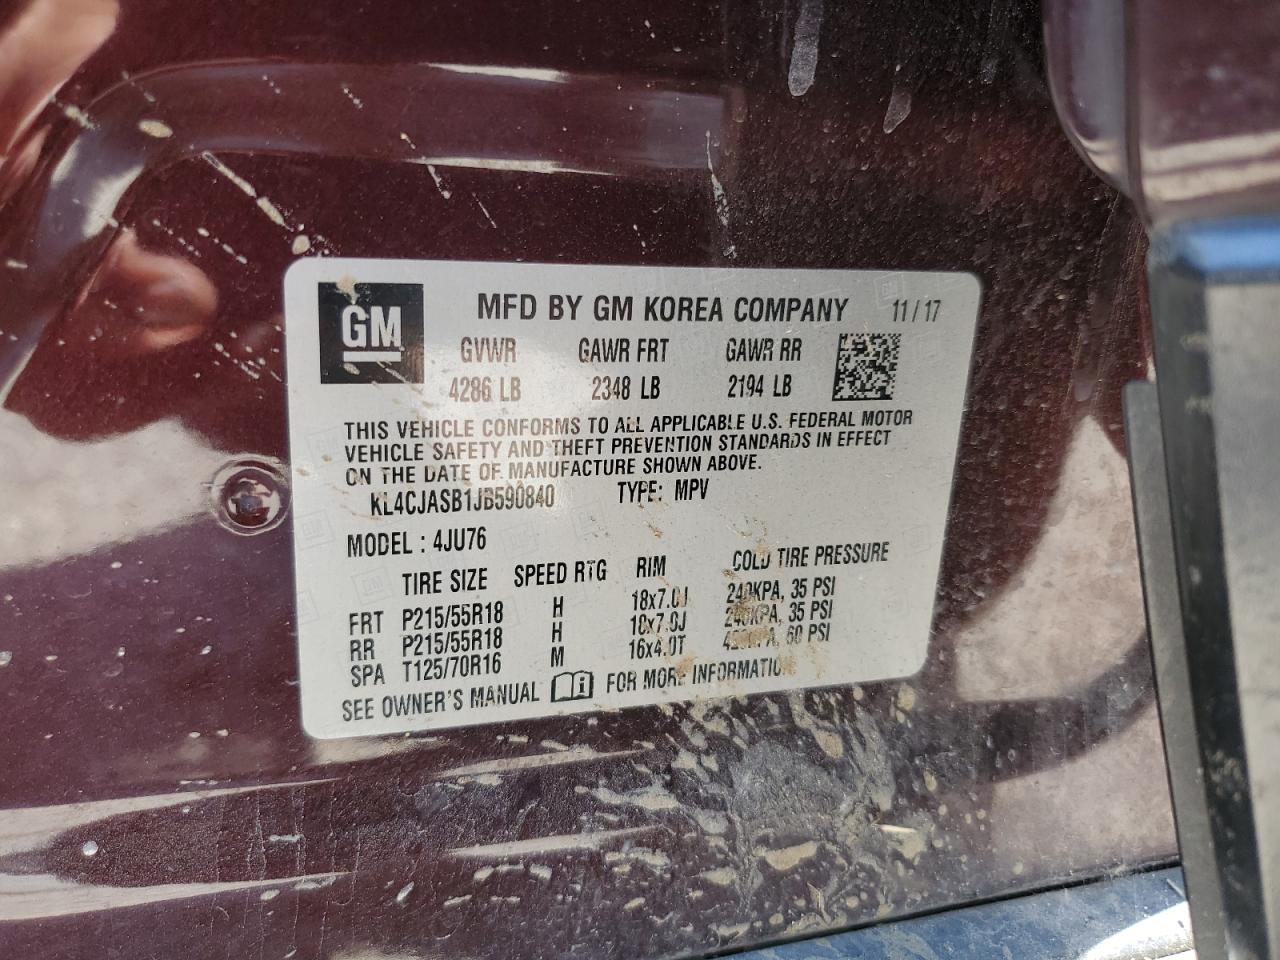 GM
MFD BY GM KOREA COMPANY 11/17
GVWR GAWR FRT GAWR RR
4286 LB 2348 LB 2194 LB
THIS VEHICLE CONFORMS TO ALL APPLICABLE U.S. FEDERAL MOTOR
VEHICLE SAFETY AND THEFT PREVENTION STANDARDS IN EFFECT
ON THE DATE OF MANUFACTURE SHOWN ABOVE.
KL4CJASB1JB590840 TYPE: MPV
MODEL : 4JU76
TIRE SIZE SPEED RTG RIM COLD TIRE PRESSURE
FRT P215/55R18 H 18x7.0J 240KPA, 35 PSI
RR P215/55R18 H 18x7.0J 240KPA, 35 PSI
SPA T125/70R16 M 16x4.0T 60 PSI
SEE OWNER'S MANUAL FOR MORE INFORMATION.